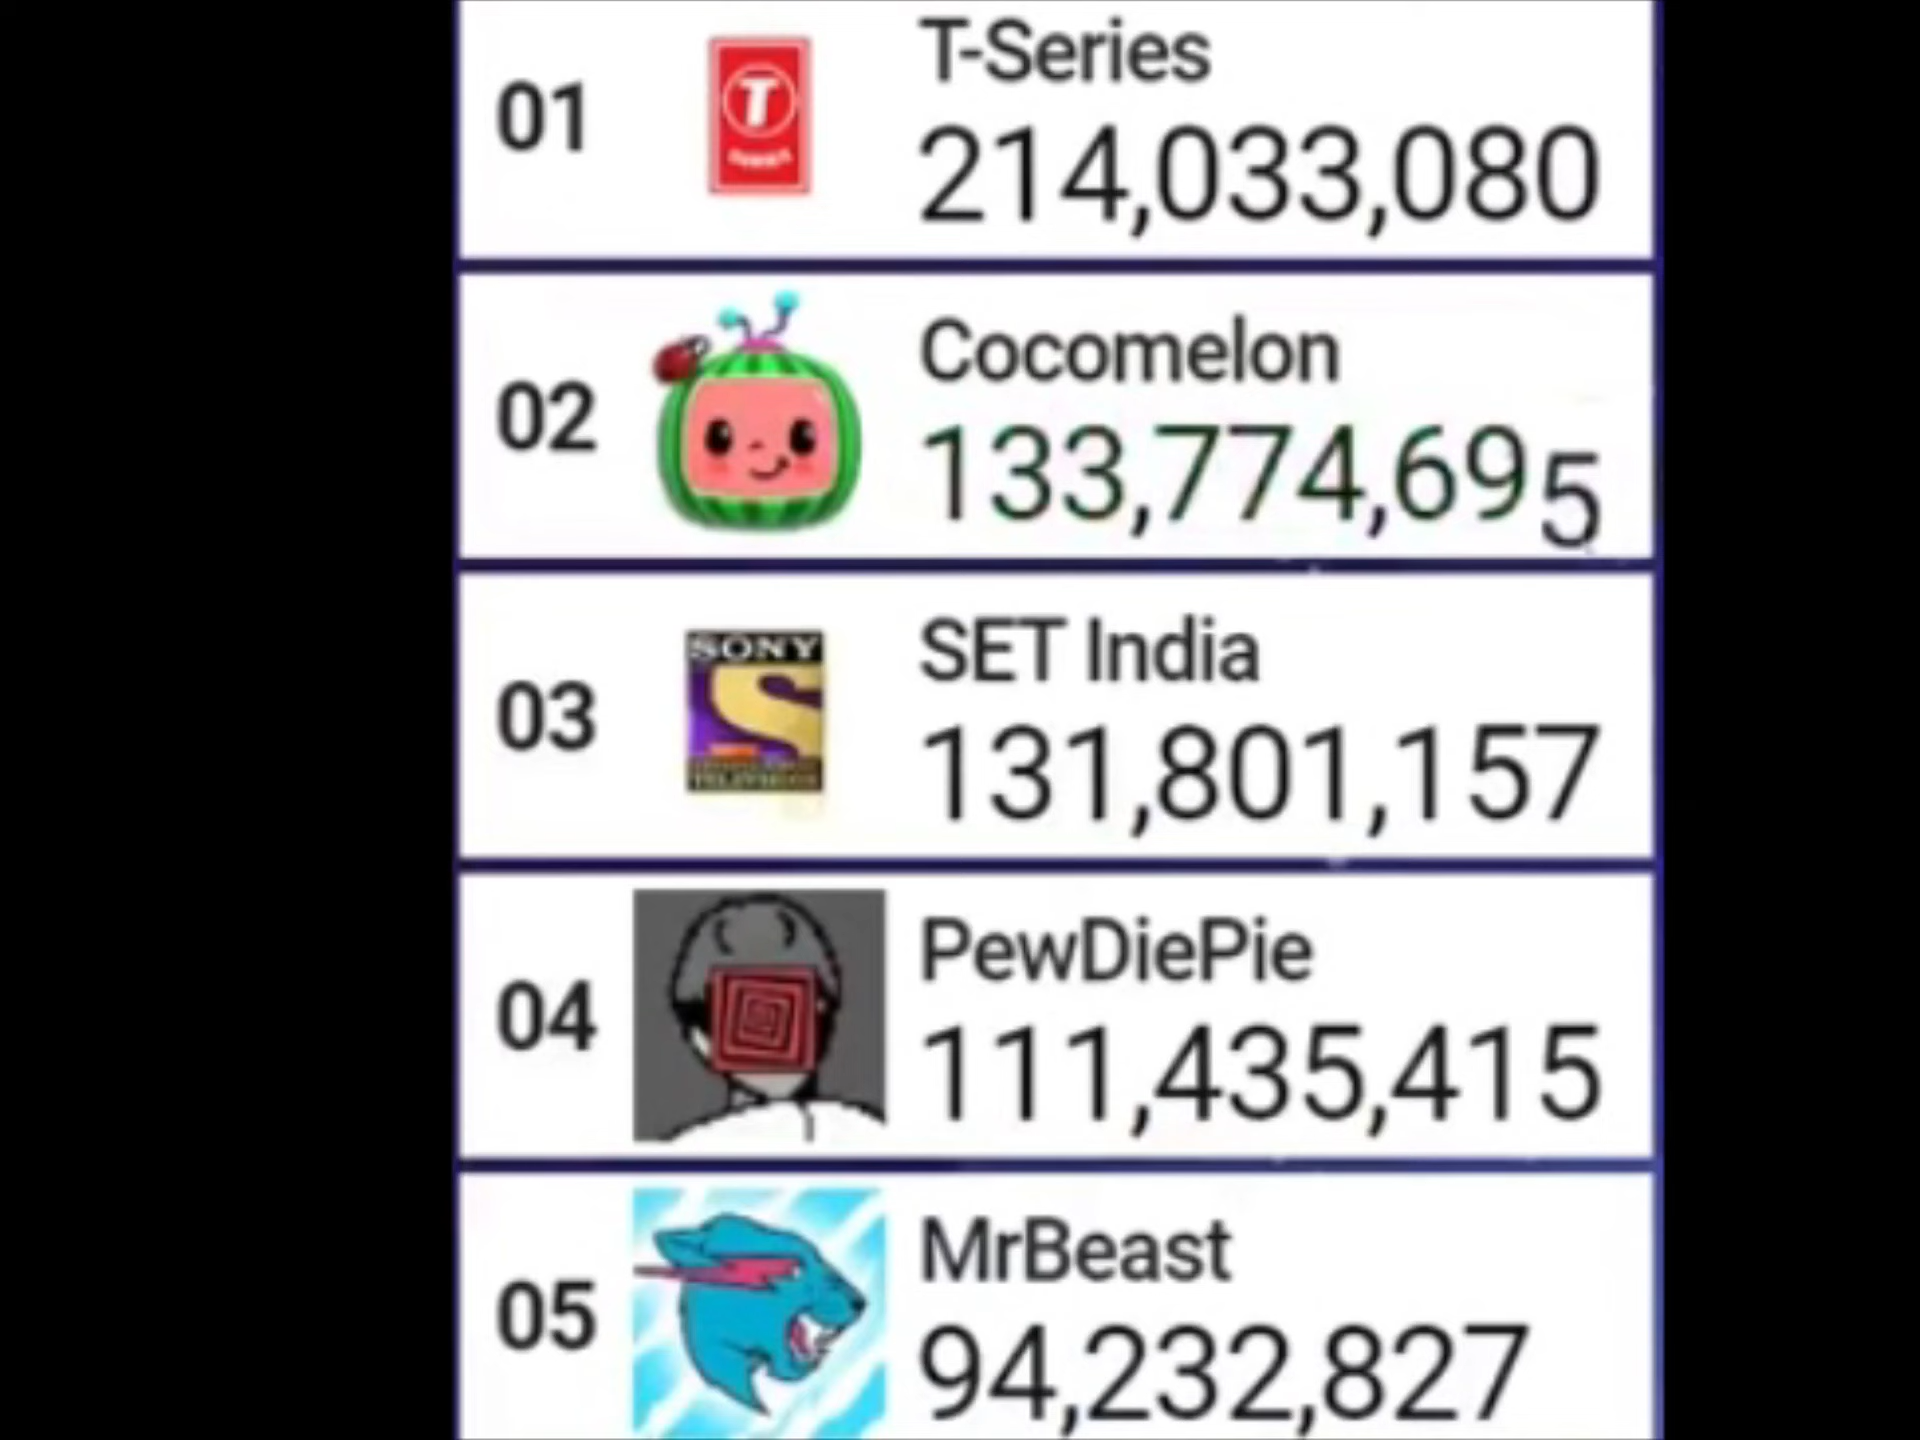 01
T-Series
214,033,080
02
Cocomelon
133,774,695
03
SONY
SET India
131,801,157
04
PewDiePie
111,435,415
05
MrBeast
94,232,827